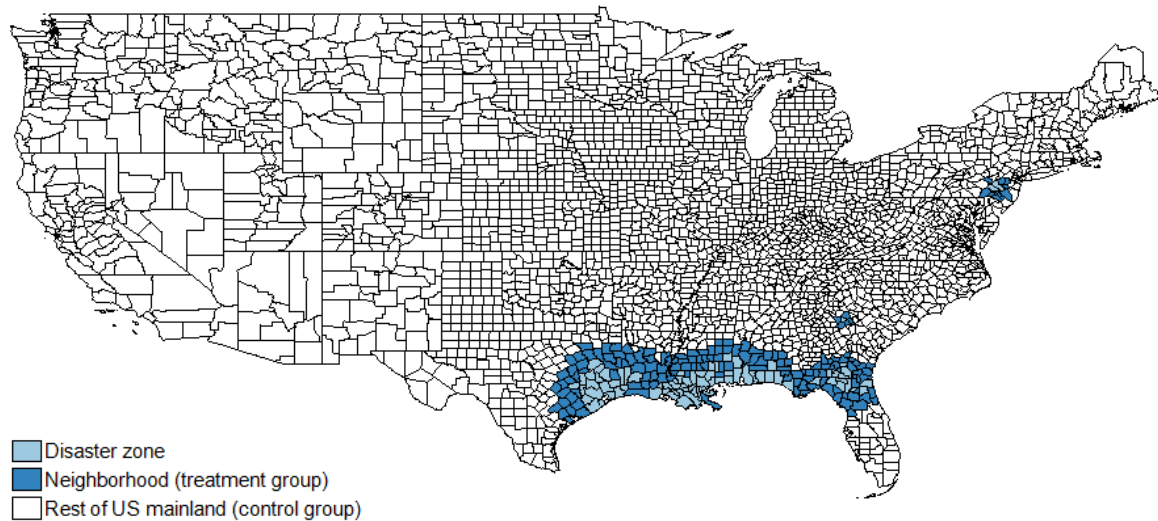 Disaster zone
Neighborhood (treatment group)
Rest of US mainland (control group)